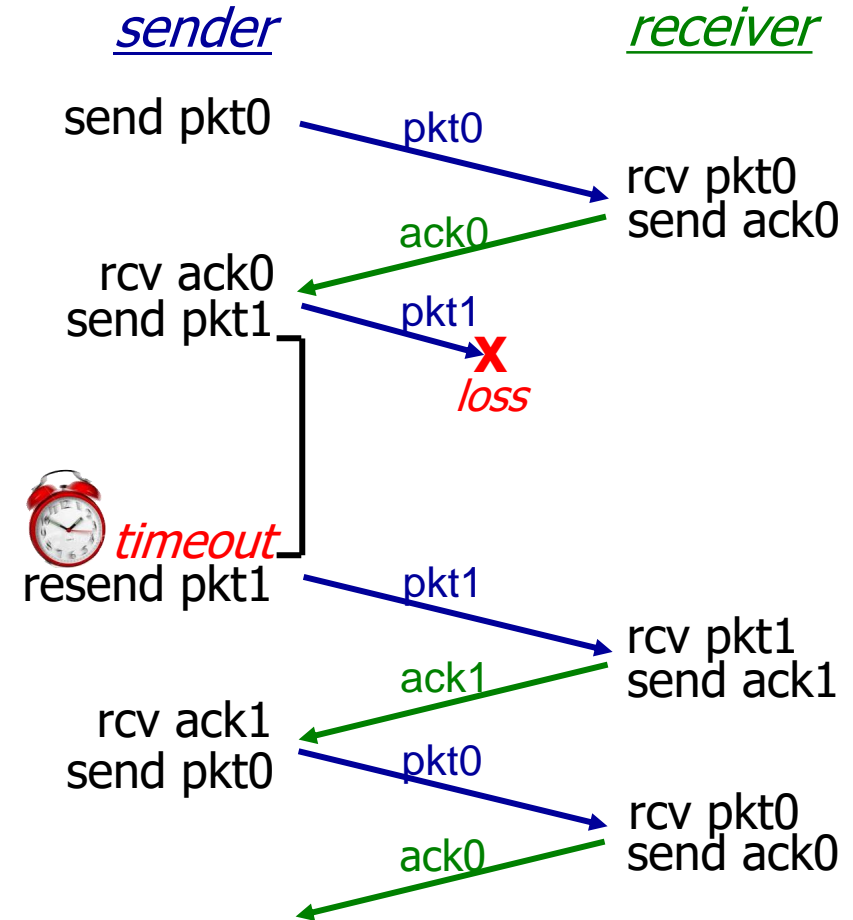 sender
receiver
send pkt0
pkt0
rcv pkt0
send ack0
ack0
rcv ack0
send pkt1
pkt1
X
loss
timeout
resend pkt1
pkt1
rcv pkt1
send ack1
ack1
rcv ack1
send pkt0
pkt0
rcv pkt0
send ack0
ack0